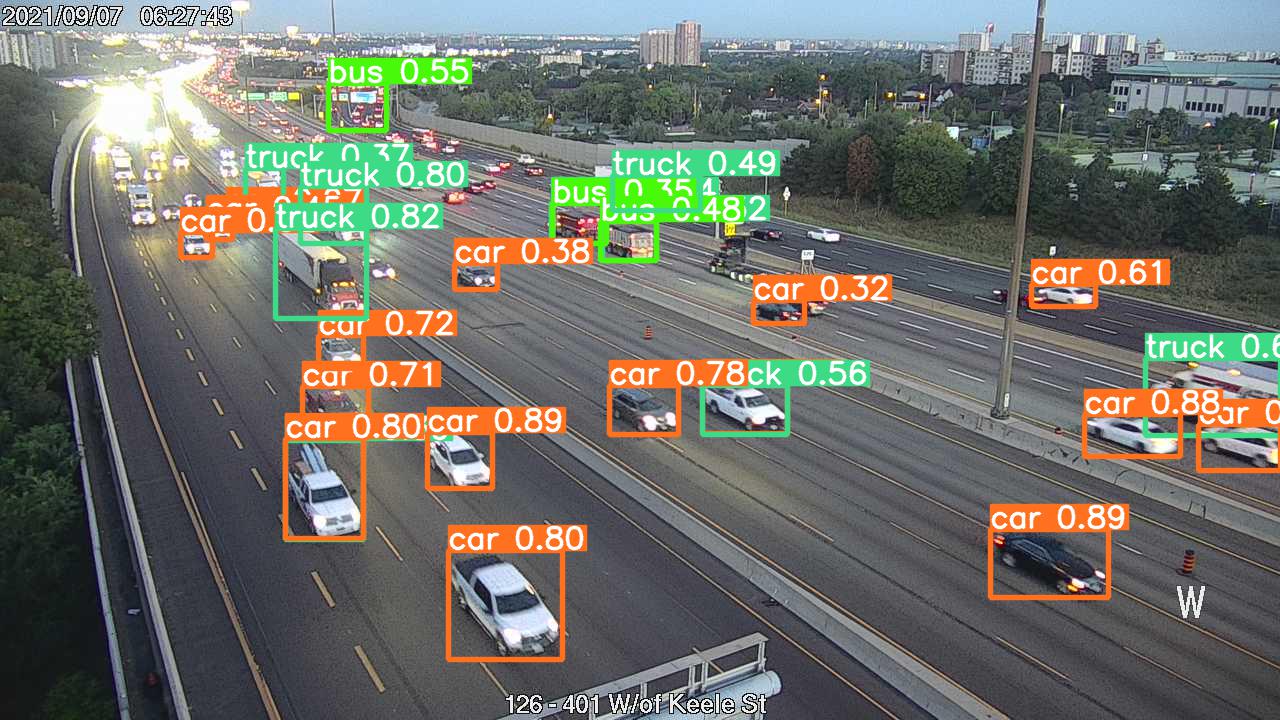 2021/09/07 06:27:43
bus 0.55
truck 0.37
truck 0.80
truck 0.49
bus 0.35
bus 0.48
truck 0.82
car 0.
car 0.38
car 0.61
car 0.32
car 0.72
truck 0.6
car 0.71
car 0.78
ck 0.56
car 0.88
car 0.
car 0.80
car 0.89
car 0.89
car 0.80
W
126 - 401 W/of Keele St